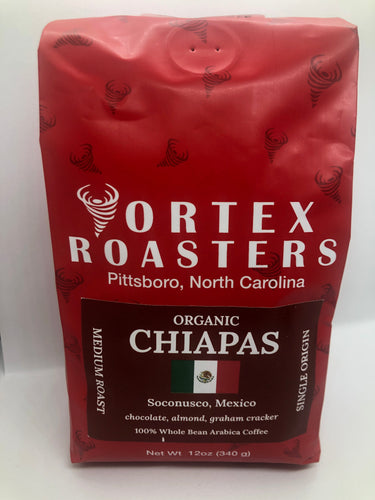 VORTEX
ROASTERS
Pittsboro, North Carolina
ORGANIC
CHIAPAS
MEDIUM ROAST
SINGLE ORIGIN
Soconusco, Mexico
chocolate, almond, graham cracker
100% Whole Bean Arabica Coffee
Net Wt 12oz (340 g)